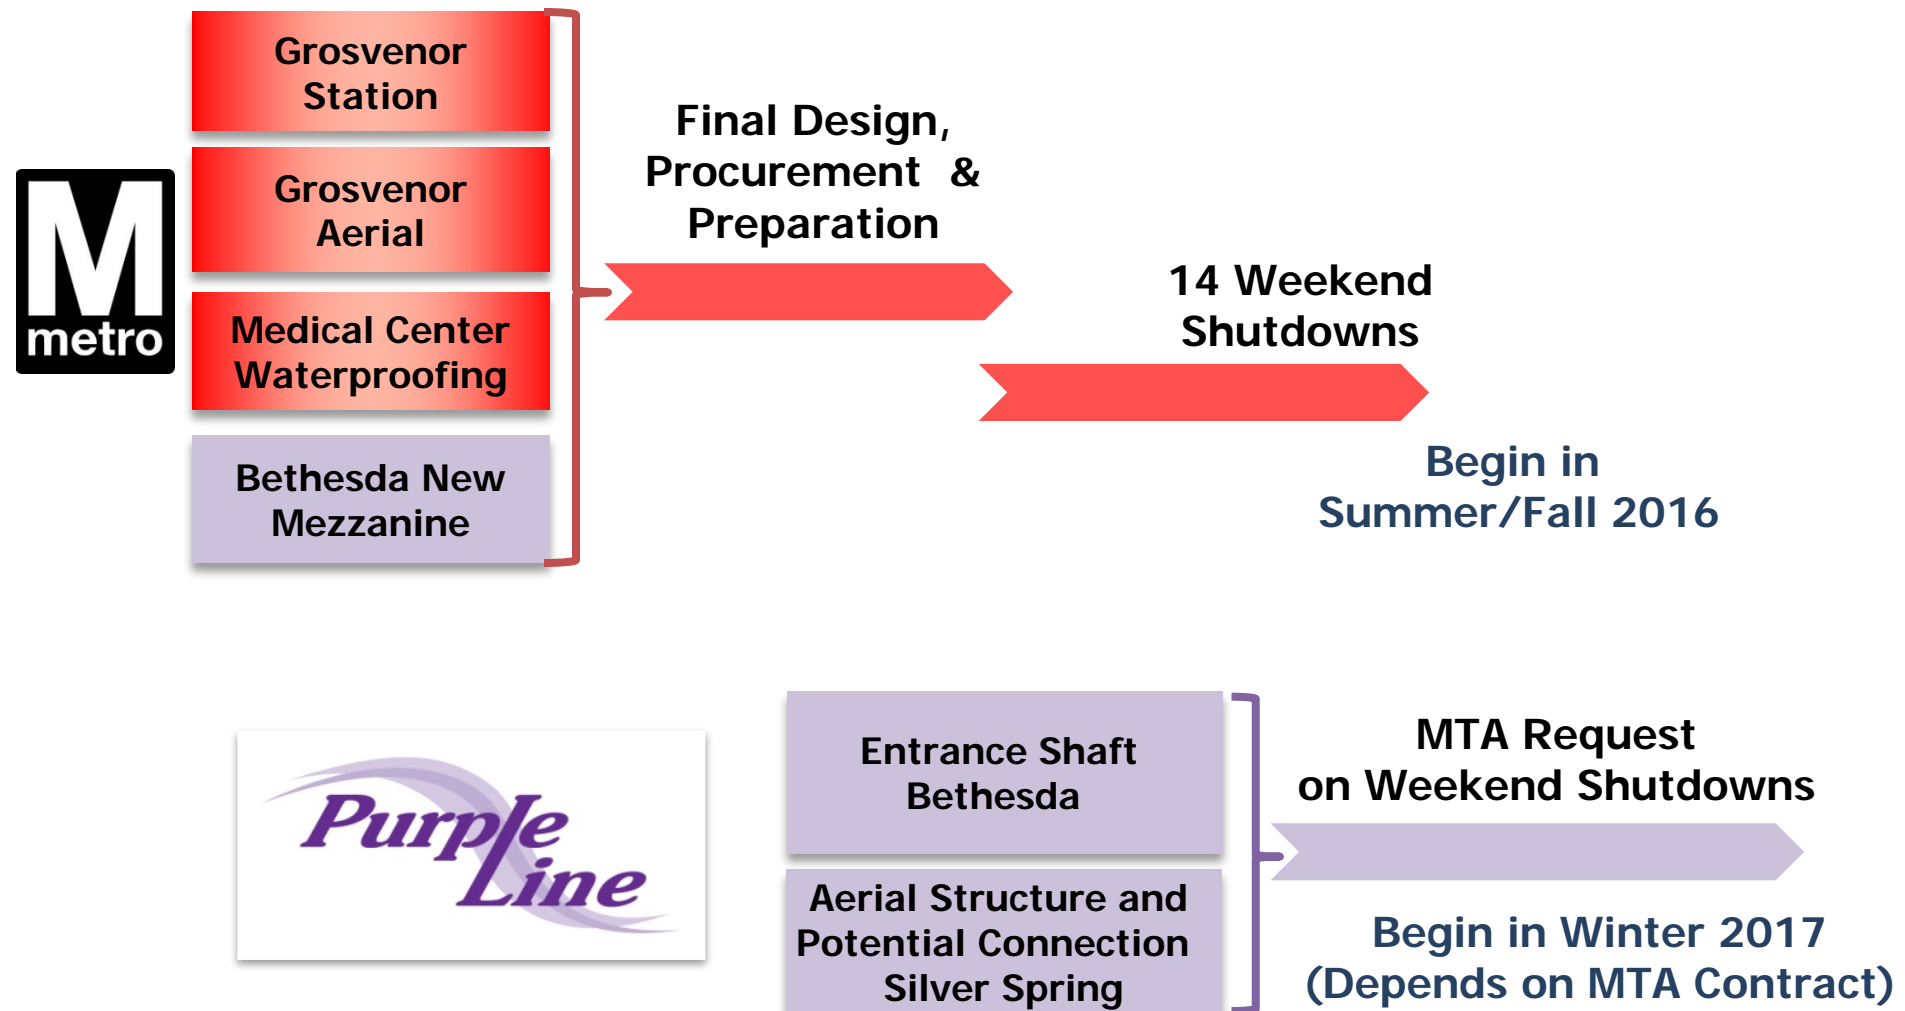 Grosvenor
Station
Grosvenor
Aerial
Medical Center
Waterproofing
Bethesda New
Mezzanine
M
metro
Final Design,
Procurement &
Preparation
14 Weekend
Shutdowns
Begin in
Summer/Fall 2016
Purple
Line
Entrance Shaft
Bethesda
Aerial Structure and
Potential Connection
Silver Spring
MTA Request
on Weekend Shutdowns
Begin in Winter 2017
(Depends on MTA Contract)